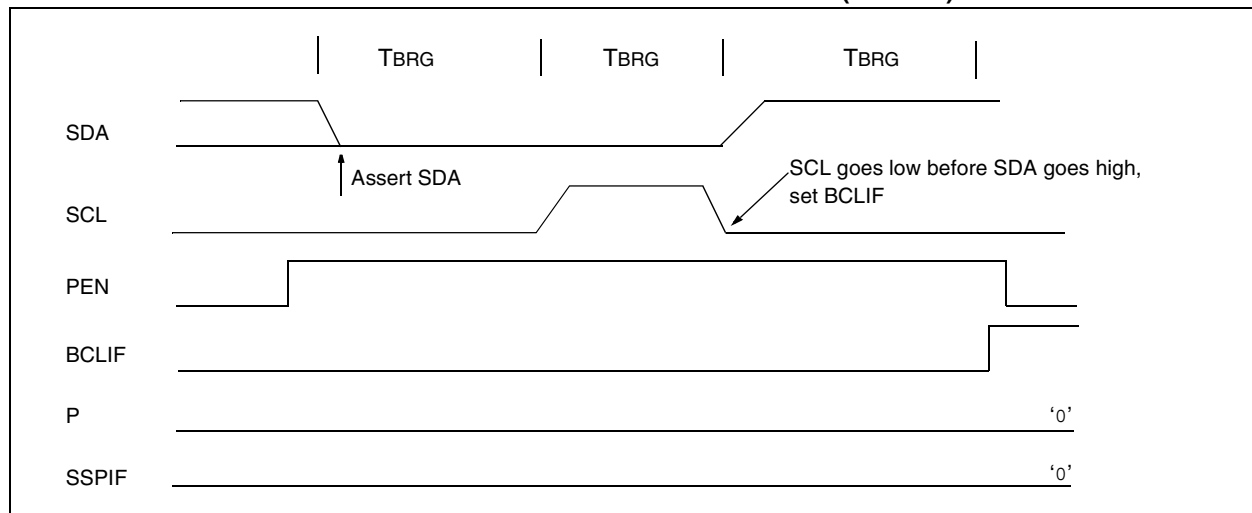 TBRG TBRG TBRG
SDA
Assert SDA
SCL goes low before SDA goes high,
set BCLIF
SCL
PEN
BCLIF
P
‘0’
SSPIF
‘0’